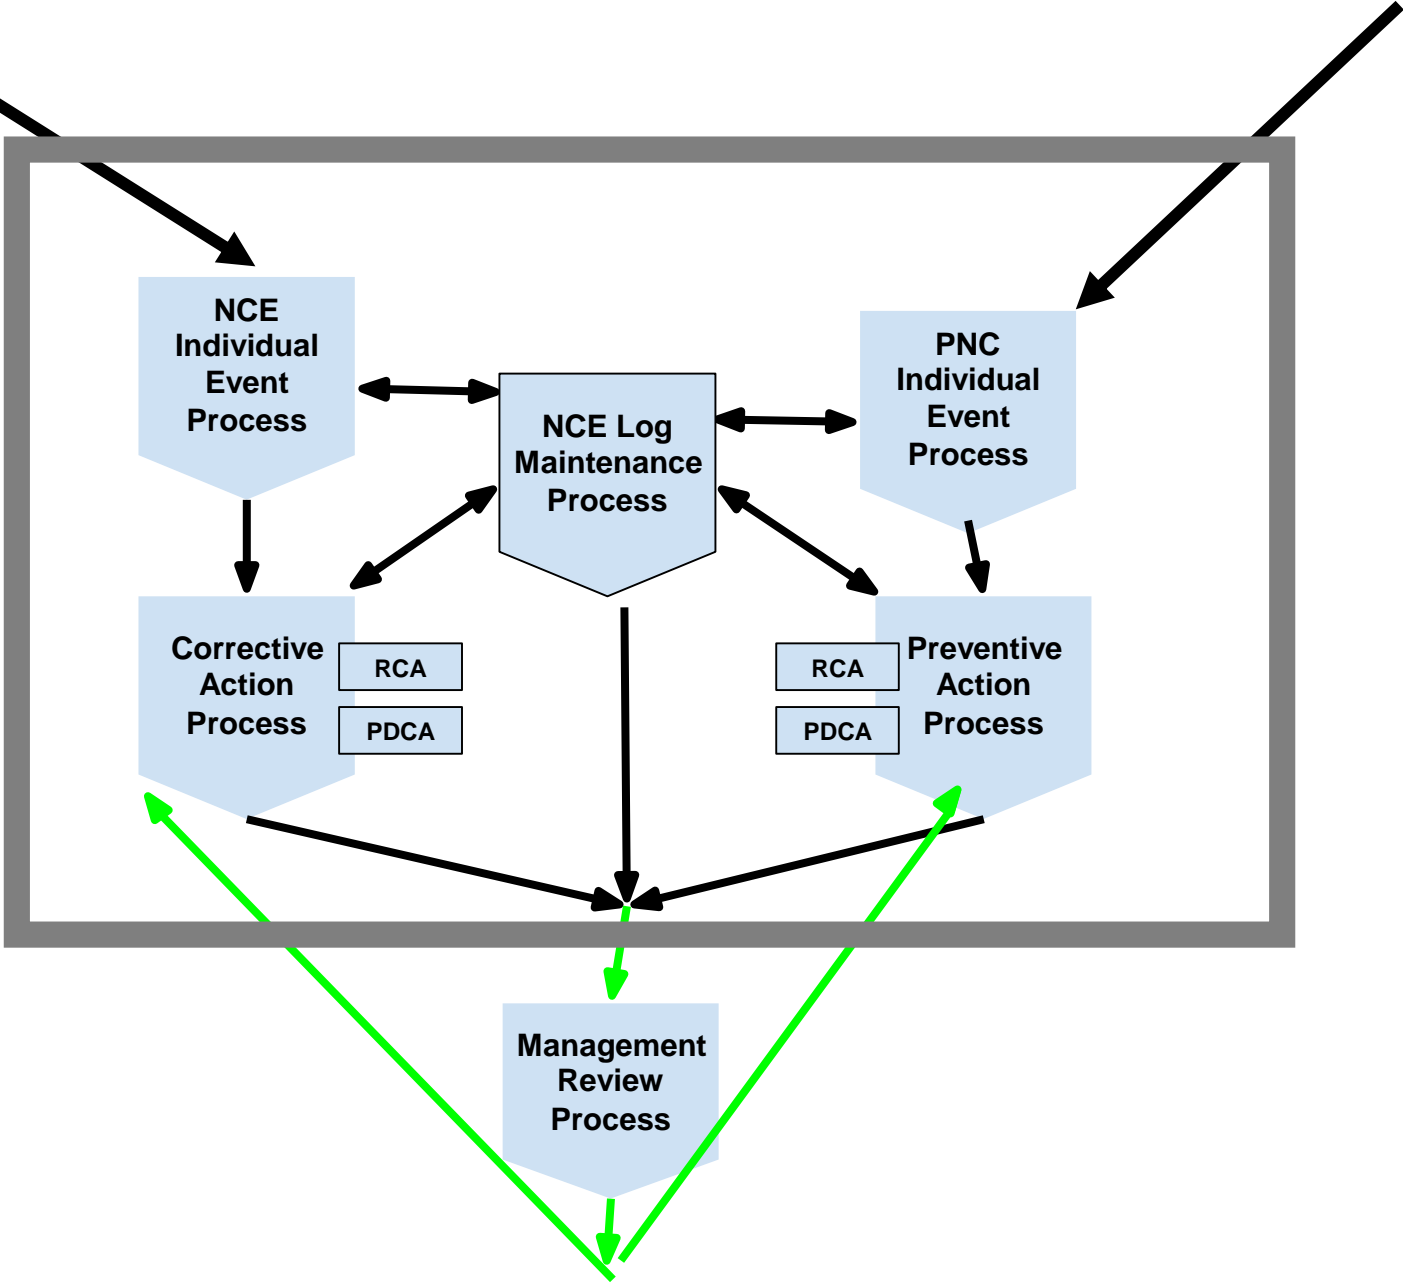 NCE
Individual
Event
Process
PNC
Individual
Event
Process
NCE Log
Maintenance
Process
Corrective
Action
Process
RCA
PDCA
RCA
PDCA
Preventive
Action
Process
Management
Review
Process